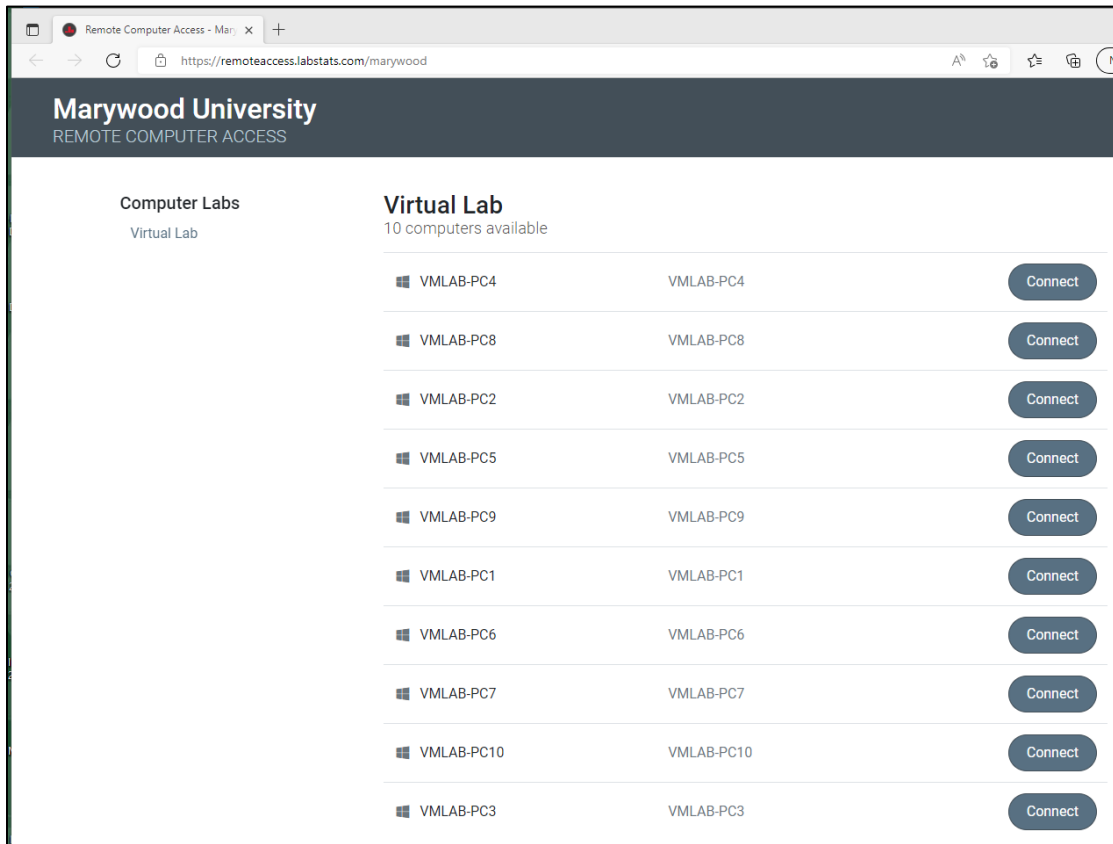 Remote Computer Access - Mary
https://remoteaccess.labstats.com/marywood
Marywood University
REMOTE COMPUTER ACCESS
Computer Labs
Virtual Lab
Virtual Lab
10 computers available
VMLAB-PC4 VMLAB-PC4 Connect
VMLAB-PC8 VMLAB-PC8 Connect
VMLAB-PC2 VMLAB-PC2 Connect
VMLAB-PC5 VMLAB-PC5 Connect
VMLAB-PC9 VMLAB-PC9 Connect
VMLAB-PC1 VMLAB-PC1 Connect
VMLAB-PC6 VMLAB-PC6 Connect
VMLAB-PC7 VMLAB-PC7 Connect
VMLAB-PC10 VMLAB-PC10 Connect
VMLAB-PC3 VMLAB-PC3 Connect